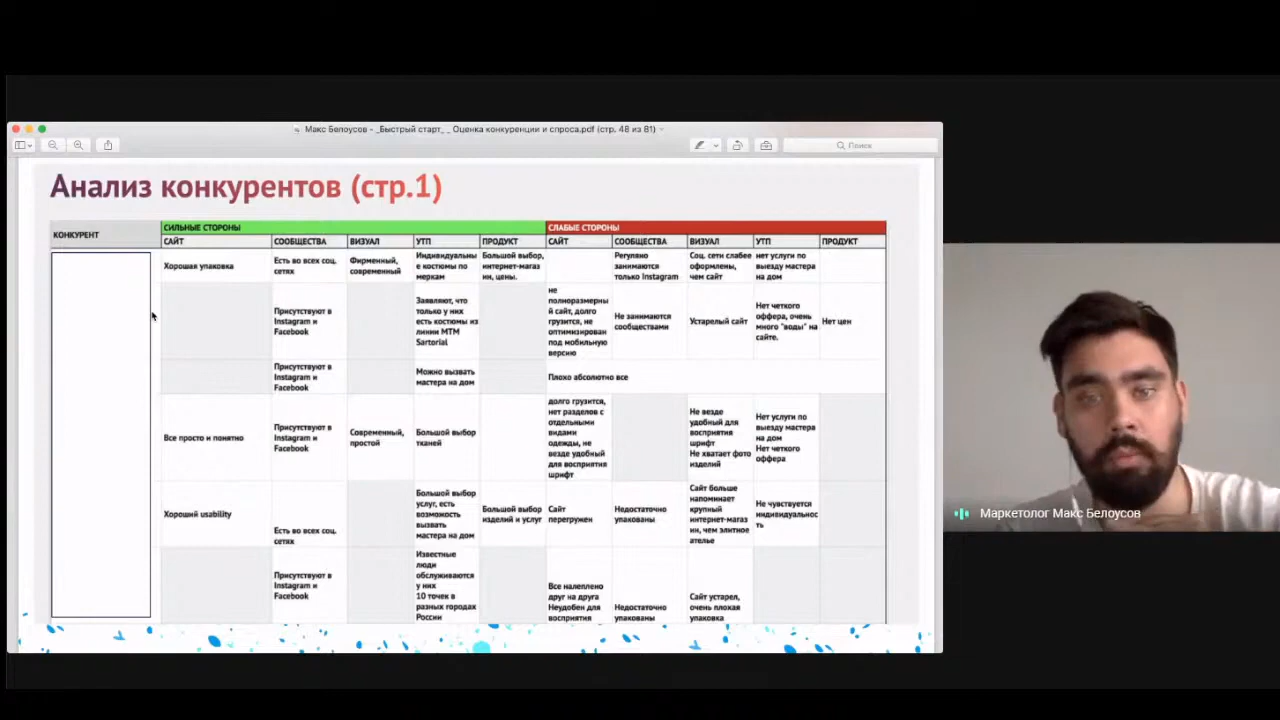 Макс Белоусов - _Быстрый старт_ _ Оценка конкуренции и спроса.pdf (стр. 48 из 81)
Поиск
Анализ конкурентов (стр.1)
КОНКУРЕНТ
СИЛЬНЫЕ СТОРОНЫ
СЛАБЫЕ СТОРОНЫ
САЙТ
СООБЩЕСТВА
ВИЗУАЛ
УТП
ПРОДУКТ
САЙТ
СООБЩЕСТВА
ВИЗУАЛ
УТП
ПРОДУКТ
Хорошая упаковка
Есть во всех соц.
сетях
Фирменный,
современный
Индивидуальны
е костюмы по
меркам
Большой выбор,
интернет-магаз
ин, цены.
Регуляно
занимаются
только Instagram
Соц. сети слабее
оформлены,
чем сайт
нет услуги по
выезду мастера
на дом
Присутствуют в
Instagram и
Facebook
Заявляют, что
только у них
есть костюмы из
линии MTM
Sartorial
не
полноразмерны
й сайт, долго
грузится, не
оптимизирован
под мобильную
версию
Не занимаются
сообществами
Устарелый сайт
Нет четкого
оффера, очень
много "воды" на
сайте.
Нет цен
Присутствуют в
Instagram и
Facebook
Можно вызвать
мастера на дом
Плохо абсолютно все
Все просто и понятно
Присутствуют в
Instagram и
Facebook
Современный,
простой
Большой выбор
тканей
долго грузится,
нет разделов с
отдельными
видами
одежды, не
везде удобный
для восприятия
шрифт
Не везде
удобный для
восприятия
шрифт
Не хватает фото
изделий
Нет услуги по
выезду мастера
на дом
Нет четкого
оффера
Хороший usability
Есть во всех соц.
сетях
Большой выбор
услуг, есть
возможость
вызвать
мастера на дом
Большой выбор
изделий и услуг
Сайт
перегружен
Недостаточно
упакованы
Сайт больше
напоминает
крупный
интернет-магаз
ин, чем элитное
ателье
Не чувствуется
индивидуальнос
ть
Присутствуют в
Instagram и
Facebook
Известные
люди
обслуживаются
у них
10 точек в
разных городах
России
Все налеплено
друг на друга
Неудобен для
восприятия
Недостаточно
упакованы
Сайт устарел,
очень плохая
упаковка
Маркетолог Макс Белоусов